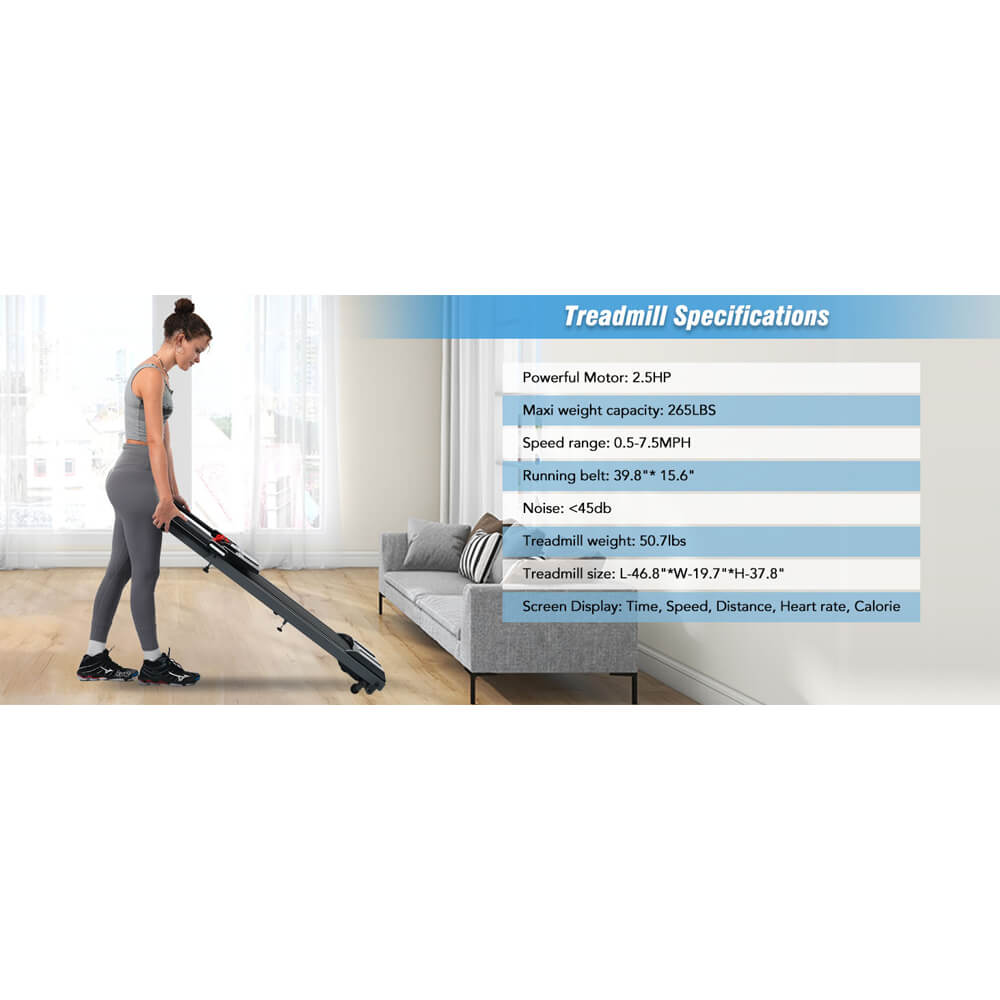 Treadmill Specifications
Powerful Motor: 2.5HP
Maxi weight capacity: 265LBS
Speed range: 0.5-7.5MPH
Running belt: 39.8"* 15.6"
Noise: <45db
Treadmill weight: 50.7lbs
Treadmill size: L-46.8"*W-19.7"*H-37.8"
Screen Display: Time, Speed, Distance, Heart rate, Calorie